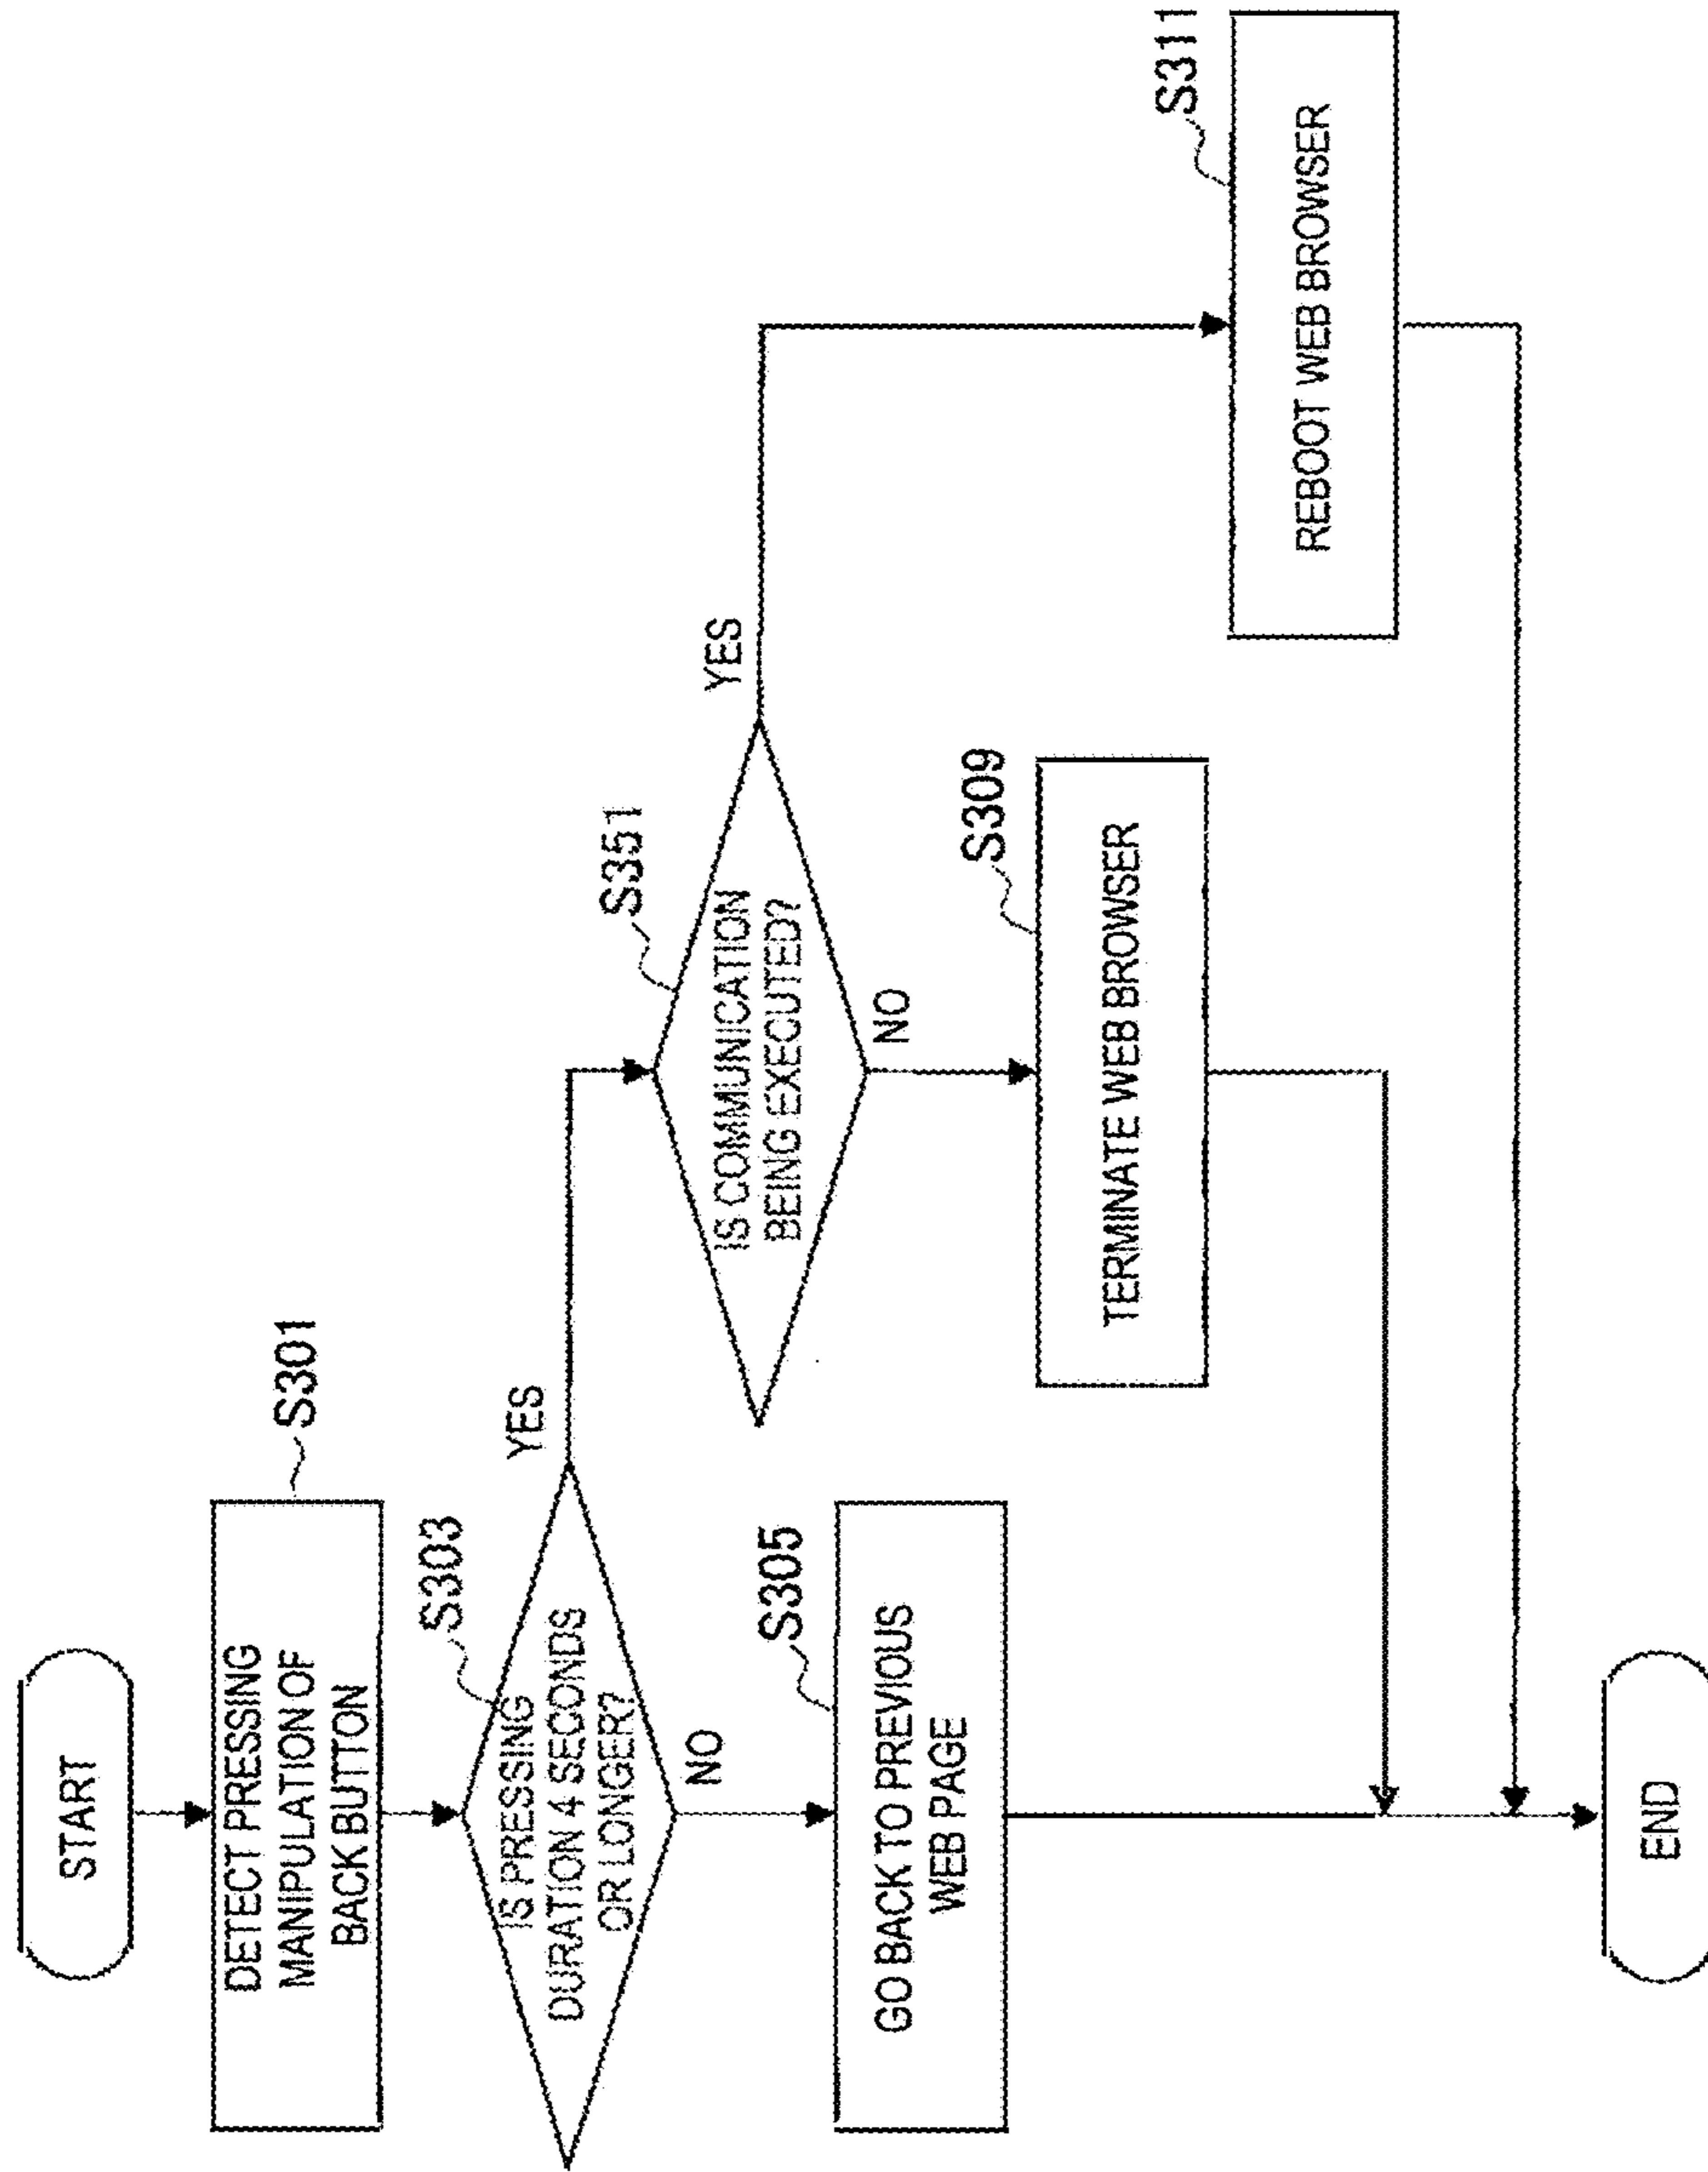 START
S301
DETECT PRESSING
MANIPULATION OF
BACK BUTTON
S303
IS PRESSING
DURATION 4 SECONDS
OR LONGER?
YES
NO
S305
GO BACK TO PREVIOUS
WEB PAGE
S351
IS COMMUNICATION
BEING EXECUTED?
YES
NO
S309
TERMINATE WEB BROWSER
S311
REBOOT WEB BROWSER
END